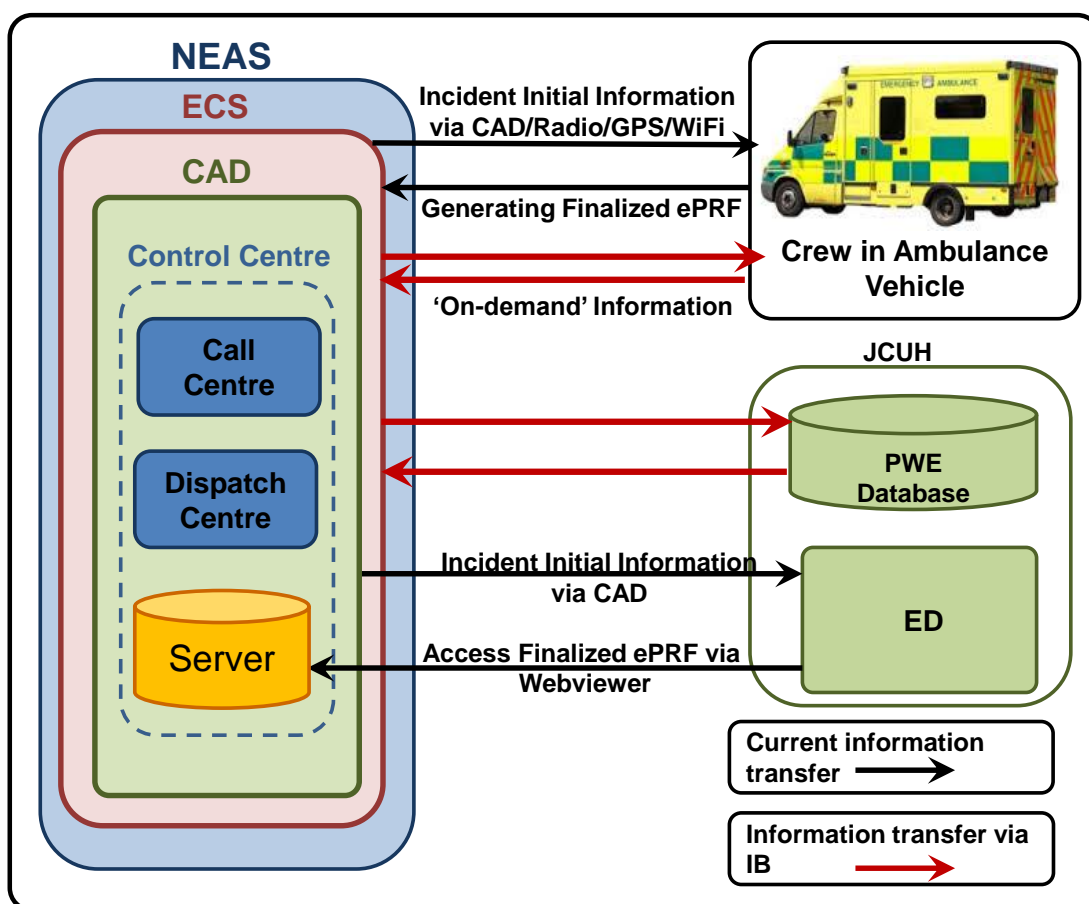 NEAS
ECS
CAD
Control Centre
Call
Centre
Dispatch
Centre
Server
Incident Initial Information
via CAD/Radio/GPS/WiFi
Generating Finalized ePRF
‘On-demand’ Information
EMERGENCY AMBULANCE
Crew in Ambulance
Vehicle
JCUH
PWE
Database
Incident Initial Information
via CAD
ED
Access Finalized ePRF via
Webviewer
Current information
transfer
Information transfer via
IB